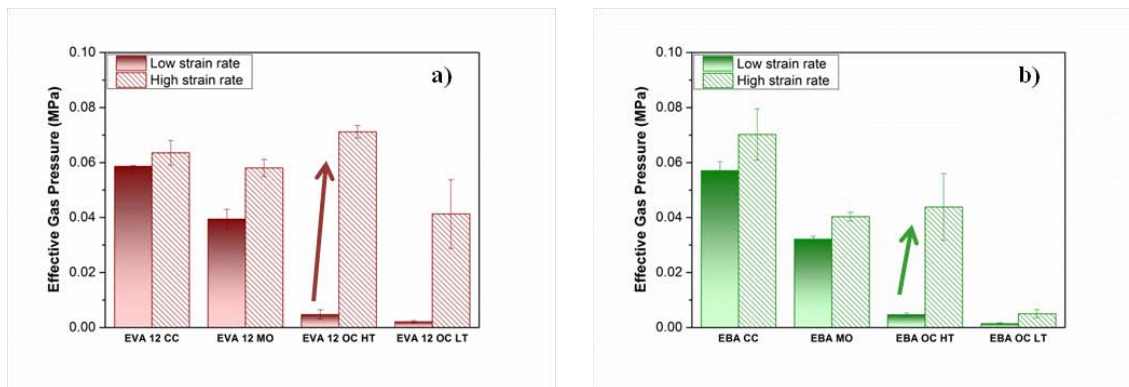 a)
Low strain rate
High strain rate
Effective Gas Pressure (MPa)
0.10
0.08
0.06
0.04
0.02
0.00
EVA 12 CC
EVA 12 MO
EVA 12 OC HT
EVA 12 OC LT
b)
Low strain rate
High strain rate
Effective Gas Pressure (MPa)
0.10
0.08
0.06
0.04
0.02
0.00
EBA CC
EBA MO
EBA OC HT
EBA OC LT